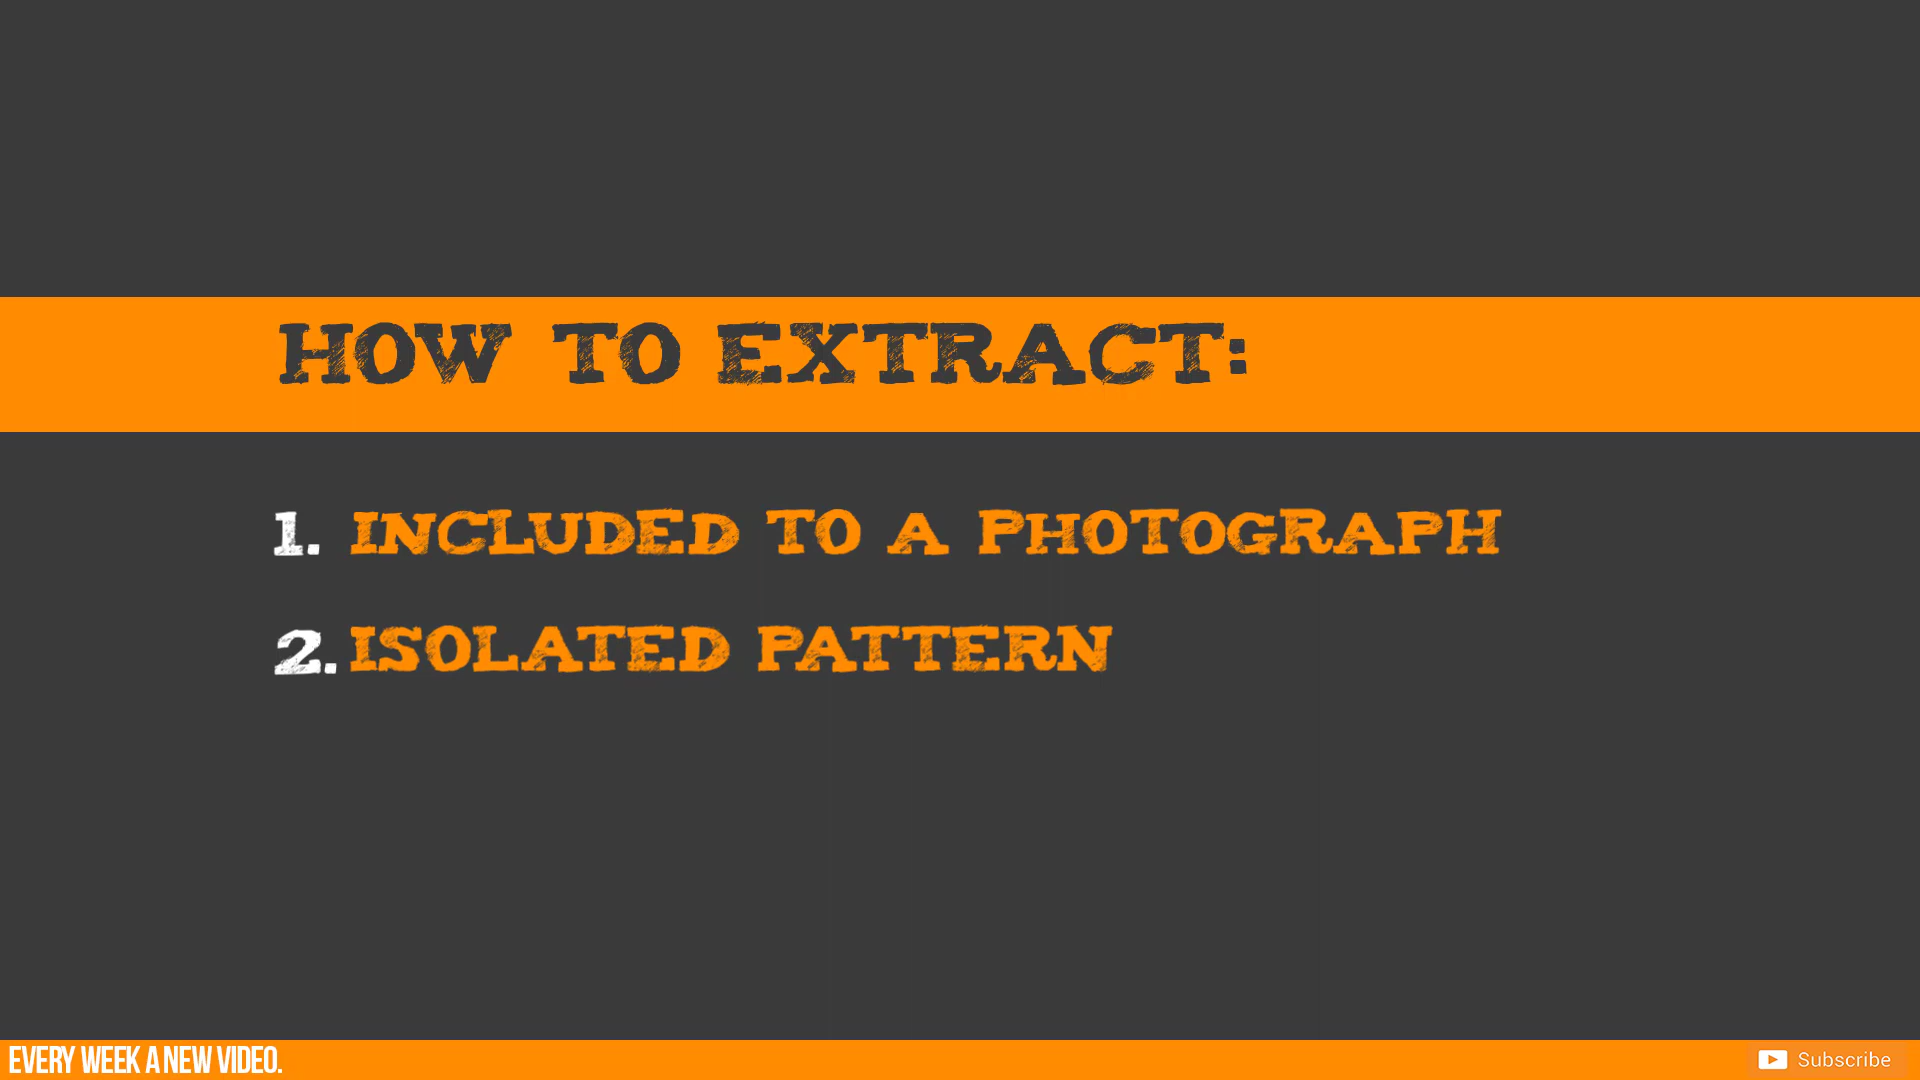 HOW TO EXTRACT:
1. INCLUDED TO A PHOTOGRAPH
2. ISOLATED PATTERN
EVERY WEEK A NEW VIDEO.
Subscribe